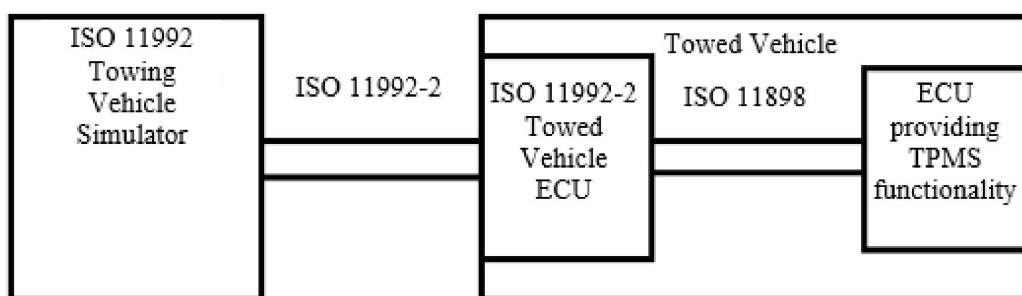 ISO 11992
Towing
Vehicle
Simulator
ISO 11992-2
Towed Vehicle
ISO 11992-2
Towed
Vehicle
ECU
ISO 11898
ECU
providing
TPMS
functionality